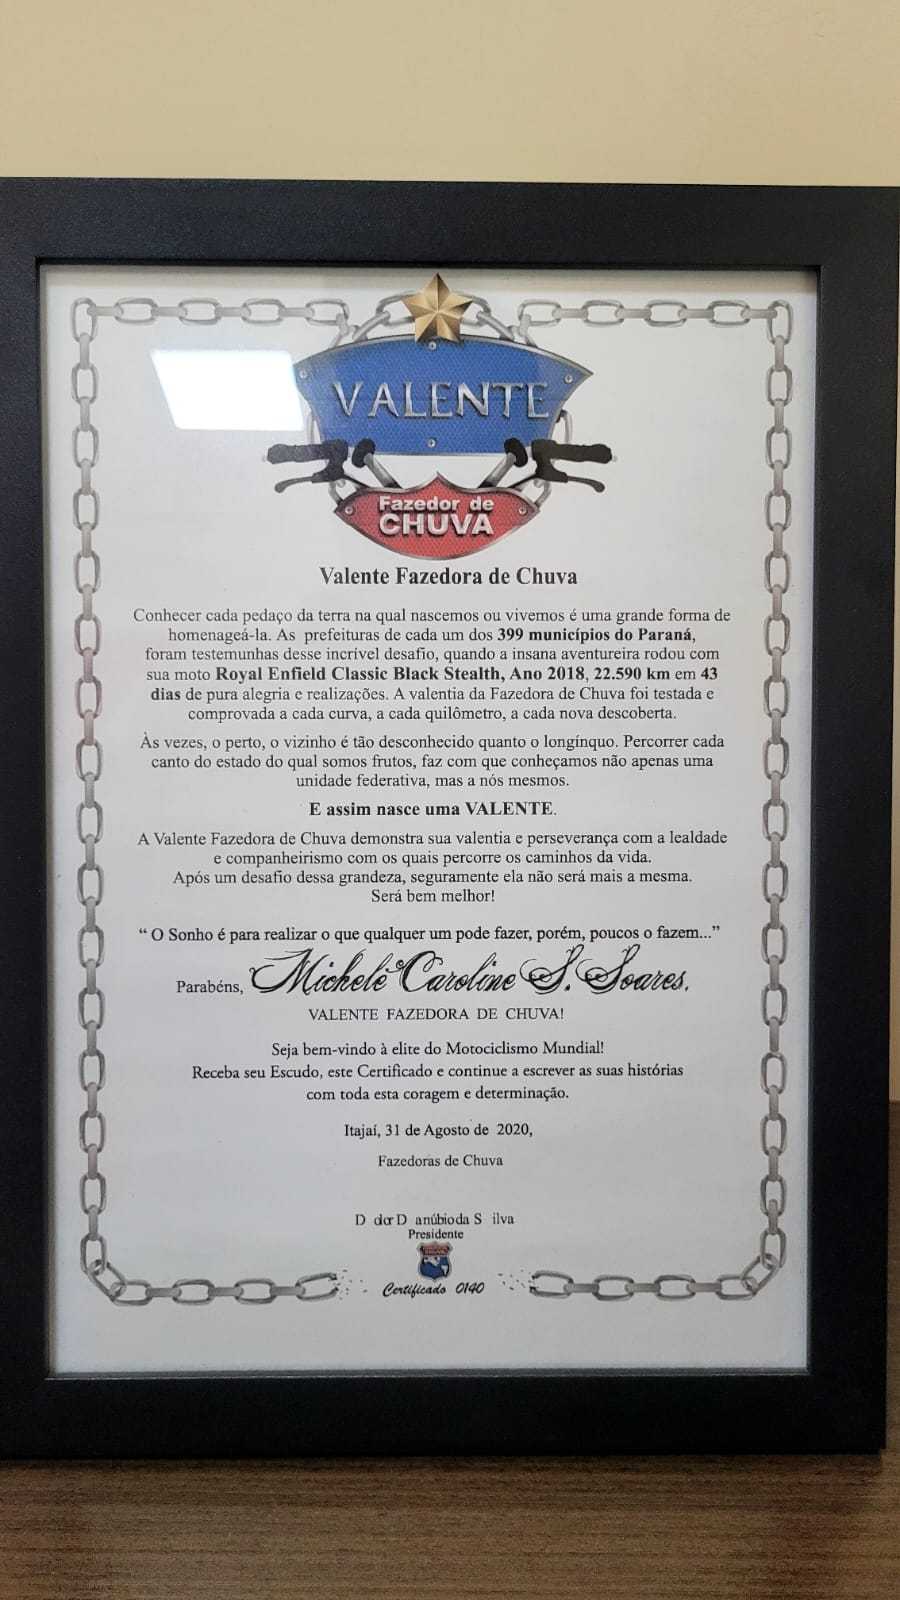 VALENTE
Fazedor de
CHUVA
Valente Fazedora de Chuva
Conhecer cada pedaço da terra na qual nascemos ou vivemos é uma grande forma de
homenageá-la. As prefeituras de cada um dos 399 municípios do Paraná,
foram testemunhas desse incrível desafio, quando a insana aventureira rodou com
sua moto Royal Enfield Classic Black Stealth, Ano 2018, 22.590 km em 43
dias de pura alegria e realizações. A valentia da Fazedora de Chuva foi testada e
comprovada a cada curva, a cada quilômetro, a cada nova descoberta.
Às vezes, o perto, o vizinho é tão desconhecido quanto o longínquo. Percorrer cada
canto do estado do qual somos frutos, faz com que conheçamos não apenas uma
unidade federativa, mas a nós mesmos.
E assim nasce uma VALENTE.
A Valente Fazedora de Chuva demonstra sua valentia e perseverança com a lealdade
e companheirismo com os quais percorre os caminhos da vida.
Após um desafio dessa grandeza, seguramente ela não será mais a mesma.
Será bem melhor!
“ O Sonho é para realizar o que qualquer um pode fazer, porém, poucos o fazem...”
Parabéns, Michele Caroline S. Soares.
VALENTE FAZEDORA DE CHUVA!
Seja bem-vindo à elite do Motociclismo Mundial!
Receba seu Escudo, este Certificado e continue a escrever as suas histórias
com toda esta coragem e determinação.
Itajaí, 31 de Agosto de 2020,
Fazedoras de Chuva
Danúbio da Silva
Presidente
Certificado 0140